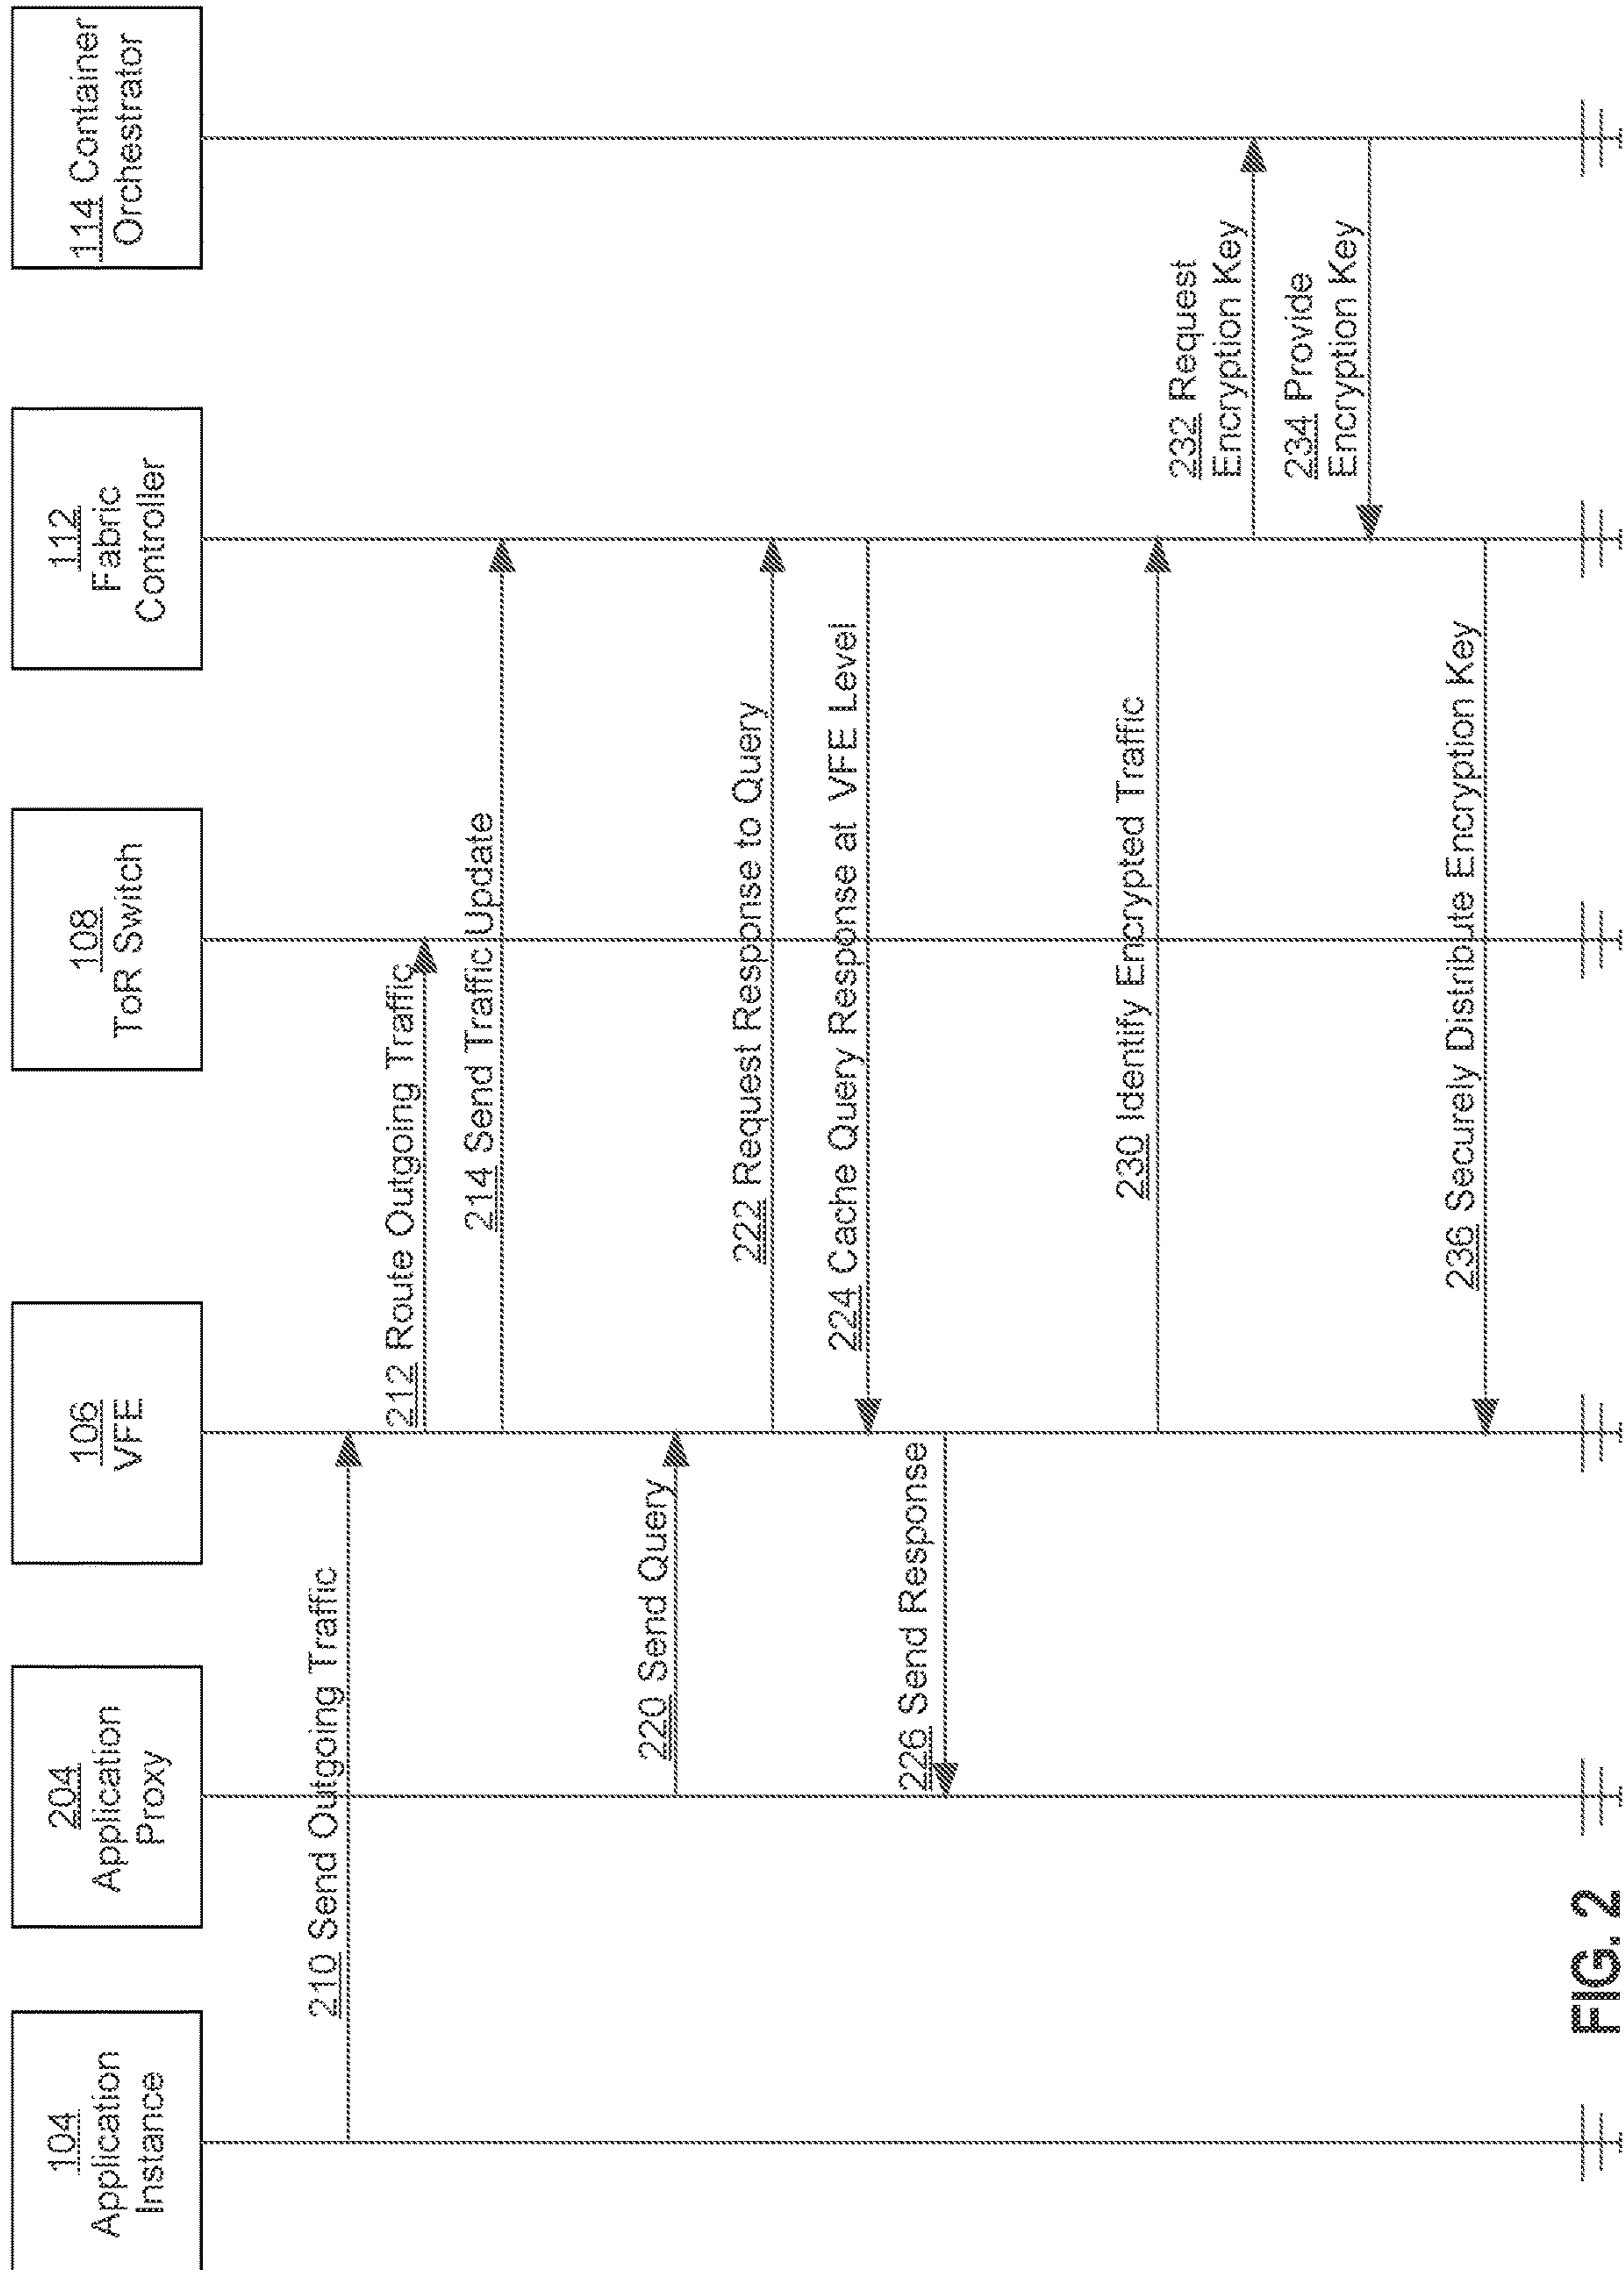 104
Application
Instance
204
Application
Proxy
106
VFE
108
ToR Switch
112
Fabric
Controller
114 Container
Orchestrator
210 Send Outgoing Traffic
212 Route Outgoing Traffic
214 Send Traffic Update
220 Send Query
222 Request Response to Query
224 Cache Query Response at VFE Level
226 Send Response
230 Identify Encrypted Traffic
232 Request
Encryption Key
234 Provide
Encryption Key
236 Securely Distribute Encryption Key
FIG. 2